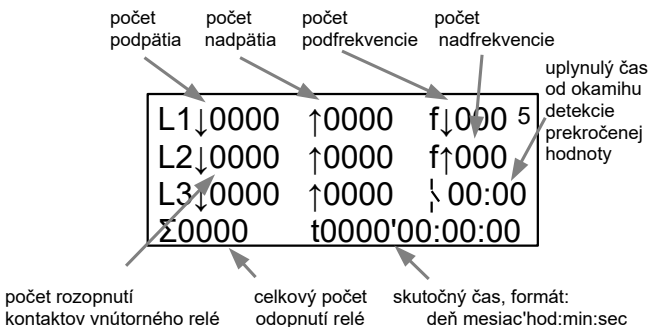 počet počet počet počet
podpätia nadpätia podfrekvencie nadfrekvencie
uplynulý čas
od okamihu
detekcie
prekročenej
hodnoty
L1↓0000 ↑0000 f↓000 5
L2↓0000 ↑0000 f↑000
L3↓0000 ↑0000 00:00
Σ0000 t0000'00:00:00
počet rozopnutí celkový počet skutočný čas, formát:
kontaktov vnútorného relé odopnutí relé deň mesiac'hod:min:sec